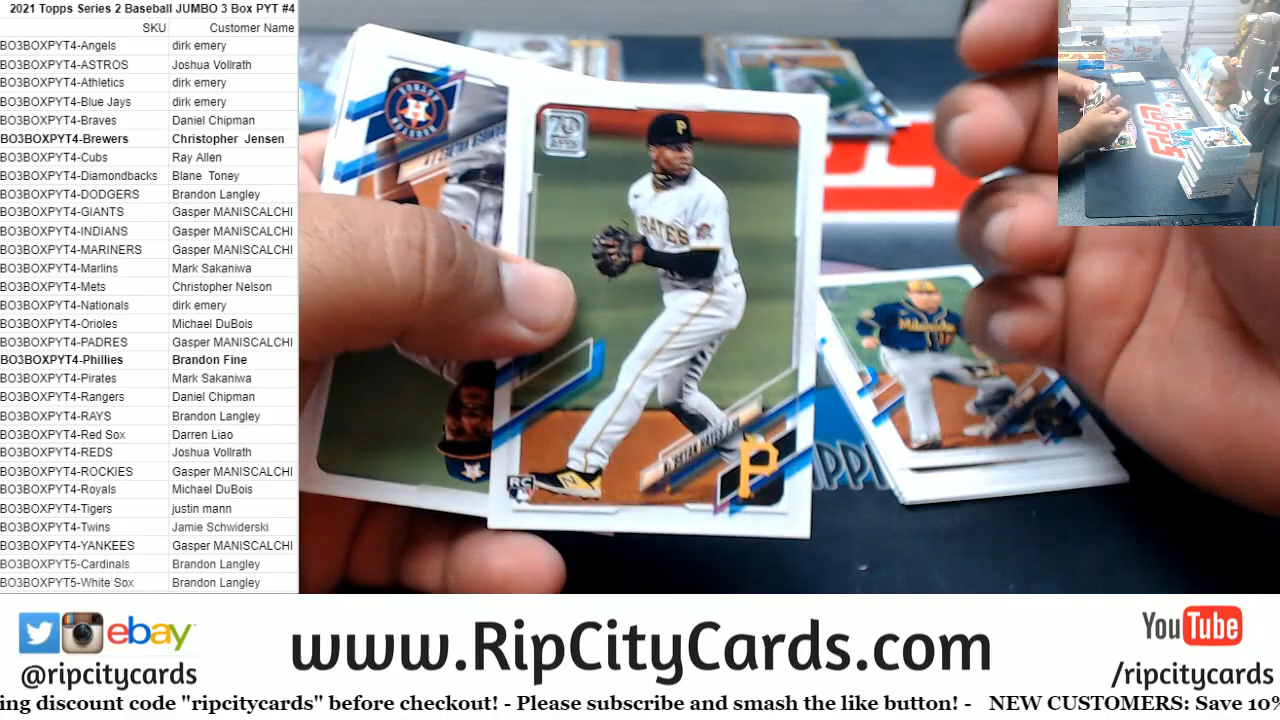 2021 Topps Series 2 Baseball JUMBO 3 Box PYT #4
SKU Customer Name
BO3BOXPYT4-Angels dirk emery
BO3BOXPYT4-ASTROS Joshua Vollrath
BO3BOXPYT4-Athletics dirk emery
BO3BOXPYT4-Blue Jays dirk emery
BO3BOXPYT4-Braves Daniel Chipman
BO3BOXPYT4-Brewers Christopher Jensen
BO3BOXPYT4-Cubs Ray Allen
BO3BOXPYT4-Diamondbacks Blane Toney
BO3BOXPYT4-DODGERS Brandon Langley
BO3BOXPYT4-GIANTS Gasper MANISCALCHI
BO3BOXPYT4-INDIANS Gasper MANISCALCHI
BO3BOXPYT4-MARINERS Gasper MANISCALCHI
BO3BOXPYT4-Marlins Mark Sakaniwa
BO3BOXPYT4-Mets Christopher Nelson
BO3BOXPYT4-Nationals dirk emery
BO3BOXPYT4-Orioles Michael DuBois
BO3BOXPYT4-PADRES Gasper MANISCALCHI
BO3BOXPYT4-Phillies Brandon Fine
BO3BOXPYT4-Pirates Mark Sakaniwa
BO3BOXPYT4-Rangers Daniel Chipman
BO3BOXPYT4-RAYS Brandon Langley
BO3BOXPYT4-Red Sox Darren Liao
BO3BOXPYT4-REDS Joshua Vollrath
BO3BOXPYT4-ROCKIES Gasper MANISCALCHI
BO3BOXPYT4-Royals Michael DuBois
BO3BOXPYT4-Tigers justin mann
BO3BOXPYT4-Twins Jamie Schwiderski
BO3BOXPYT4-YANKEES Gasper MANISCALCHI
BO3BOXPYT5-Cardinals Brandon Langley
BO3BOXPYT5-White Sox Brandon Langley
HOUSTON
H
70
P
RATES
RC
P
Milwaukee
ebay
@ripcitycards
www.RipCityCards.com
YouTube
/ripcitycards
ing discount code "ripcitycards" before checkout! - Please subscribe and smash the like button! - NEW CUSTOMERS: Save 10%